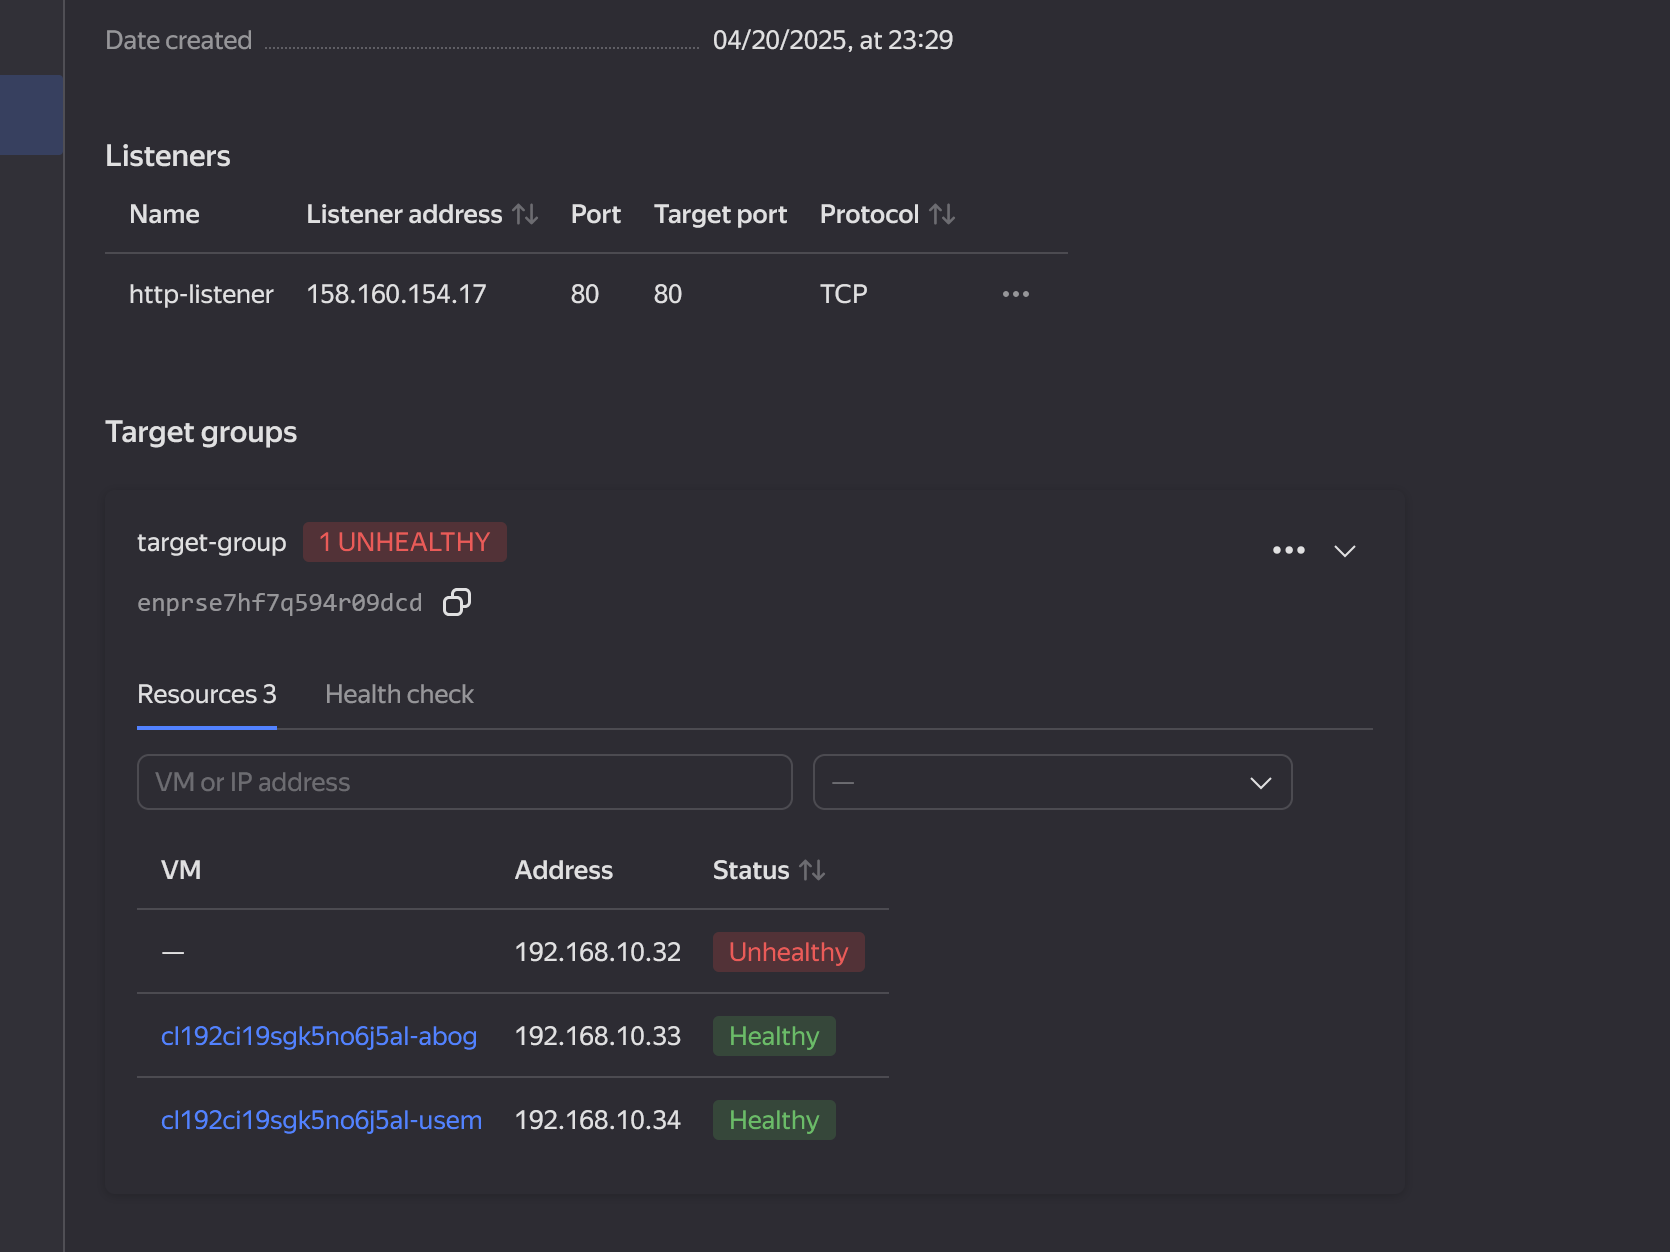 Date created 04/20/2025, at 23:29
Listeners
Name Listener address Port Target port Protocol
http-listener 158.160.154.17 80 80 TCP
Target groups
target-group 1 UNHEALTHY
enprse7hf7q594r09dcd
Resources 3 Health check
VM or IP address —
VM Address Status
— 192.168.10.32 Unhealthy
cl192ci19sgk5no6j5al-abog 192.168.10.33 Healthy
cl192ci19sgk5no6j5al-usem 192.168.10.34 Healthy